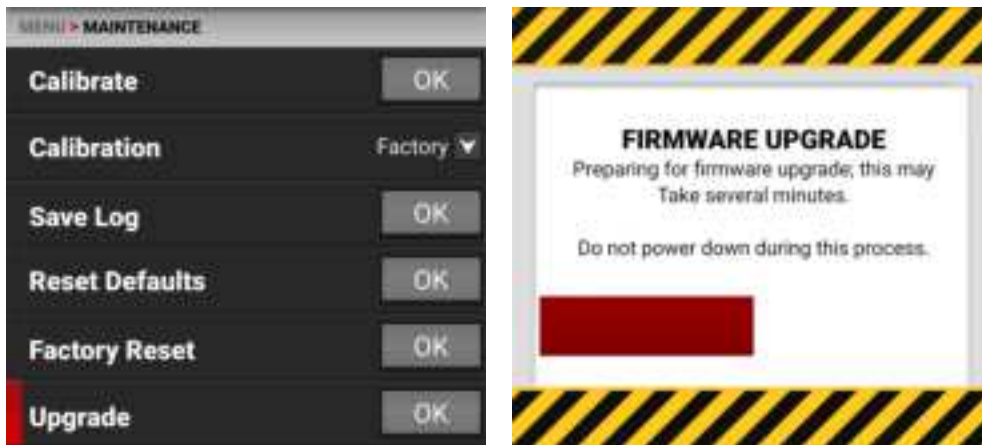 MENU > MAINTENANCE
Calibrate OK
Calibration Factory
Save Log OK
Reset Defaults OK
Factory Reset OK
Upgrade OK
FIRMWARE UPGRADE
Preparing for firmware upgrade; this may
Take several minutes.
Do not power down during this process.